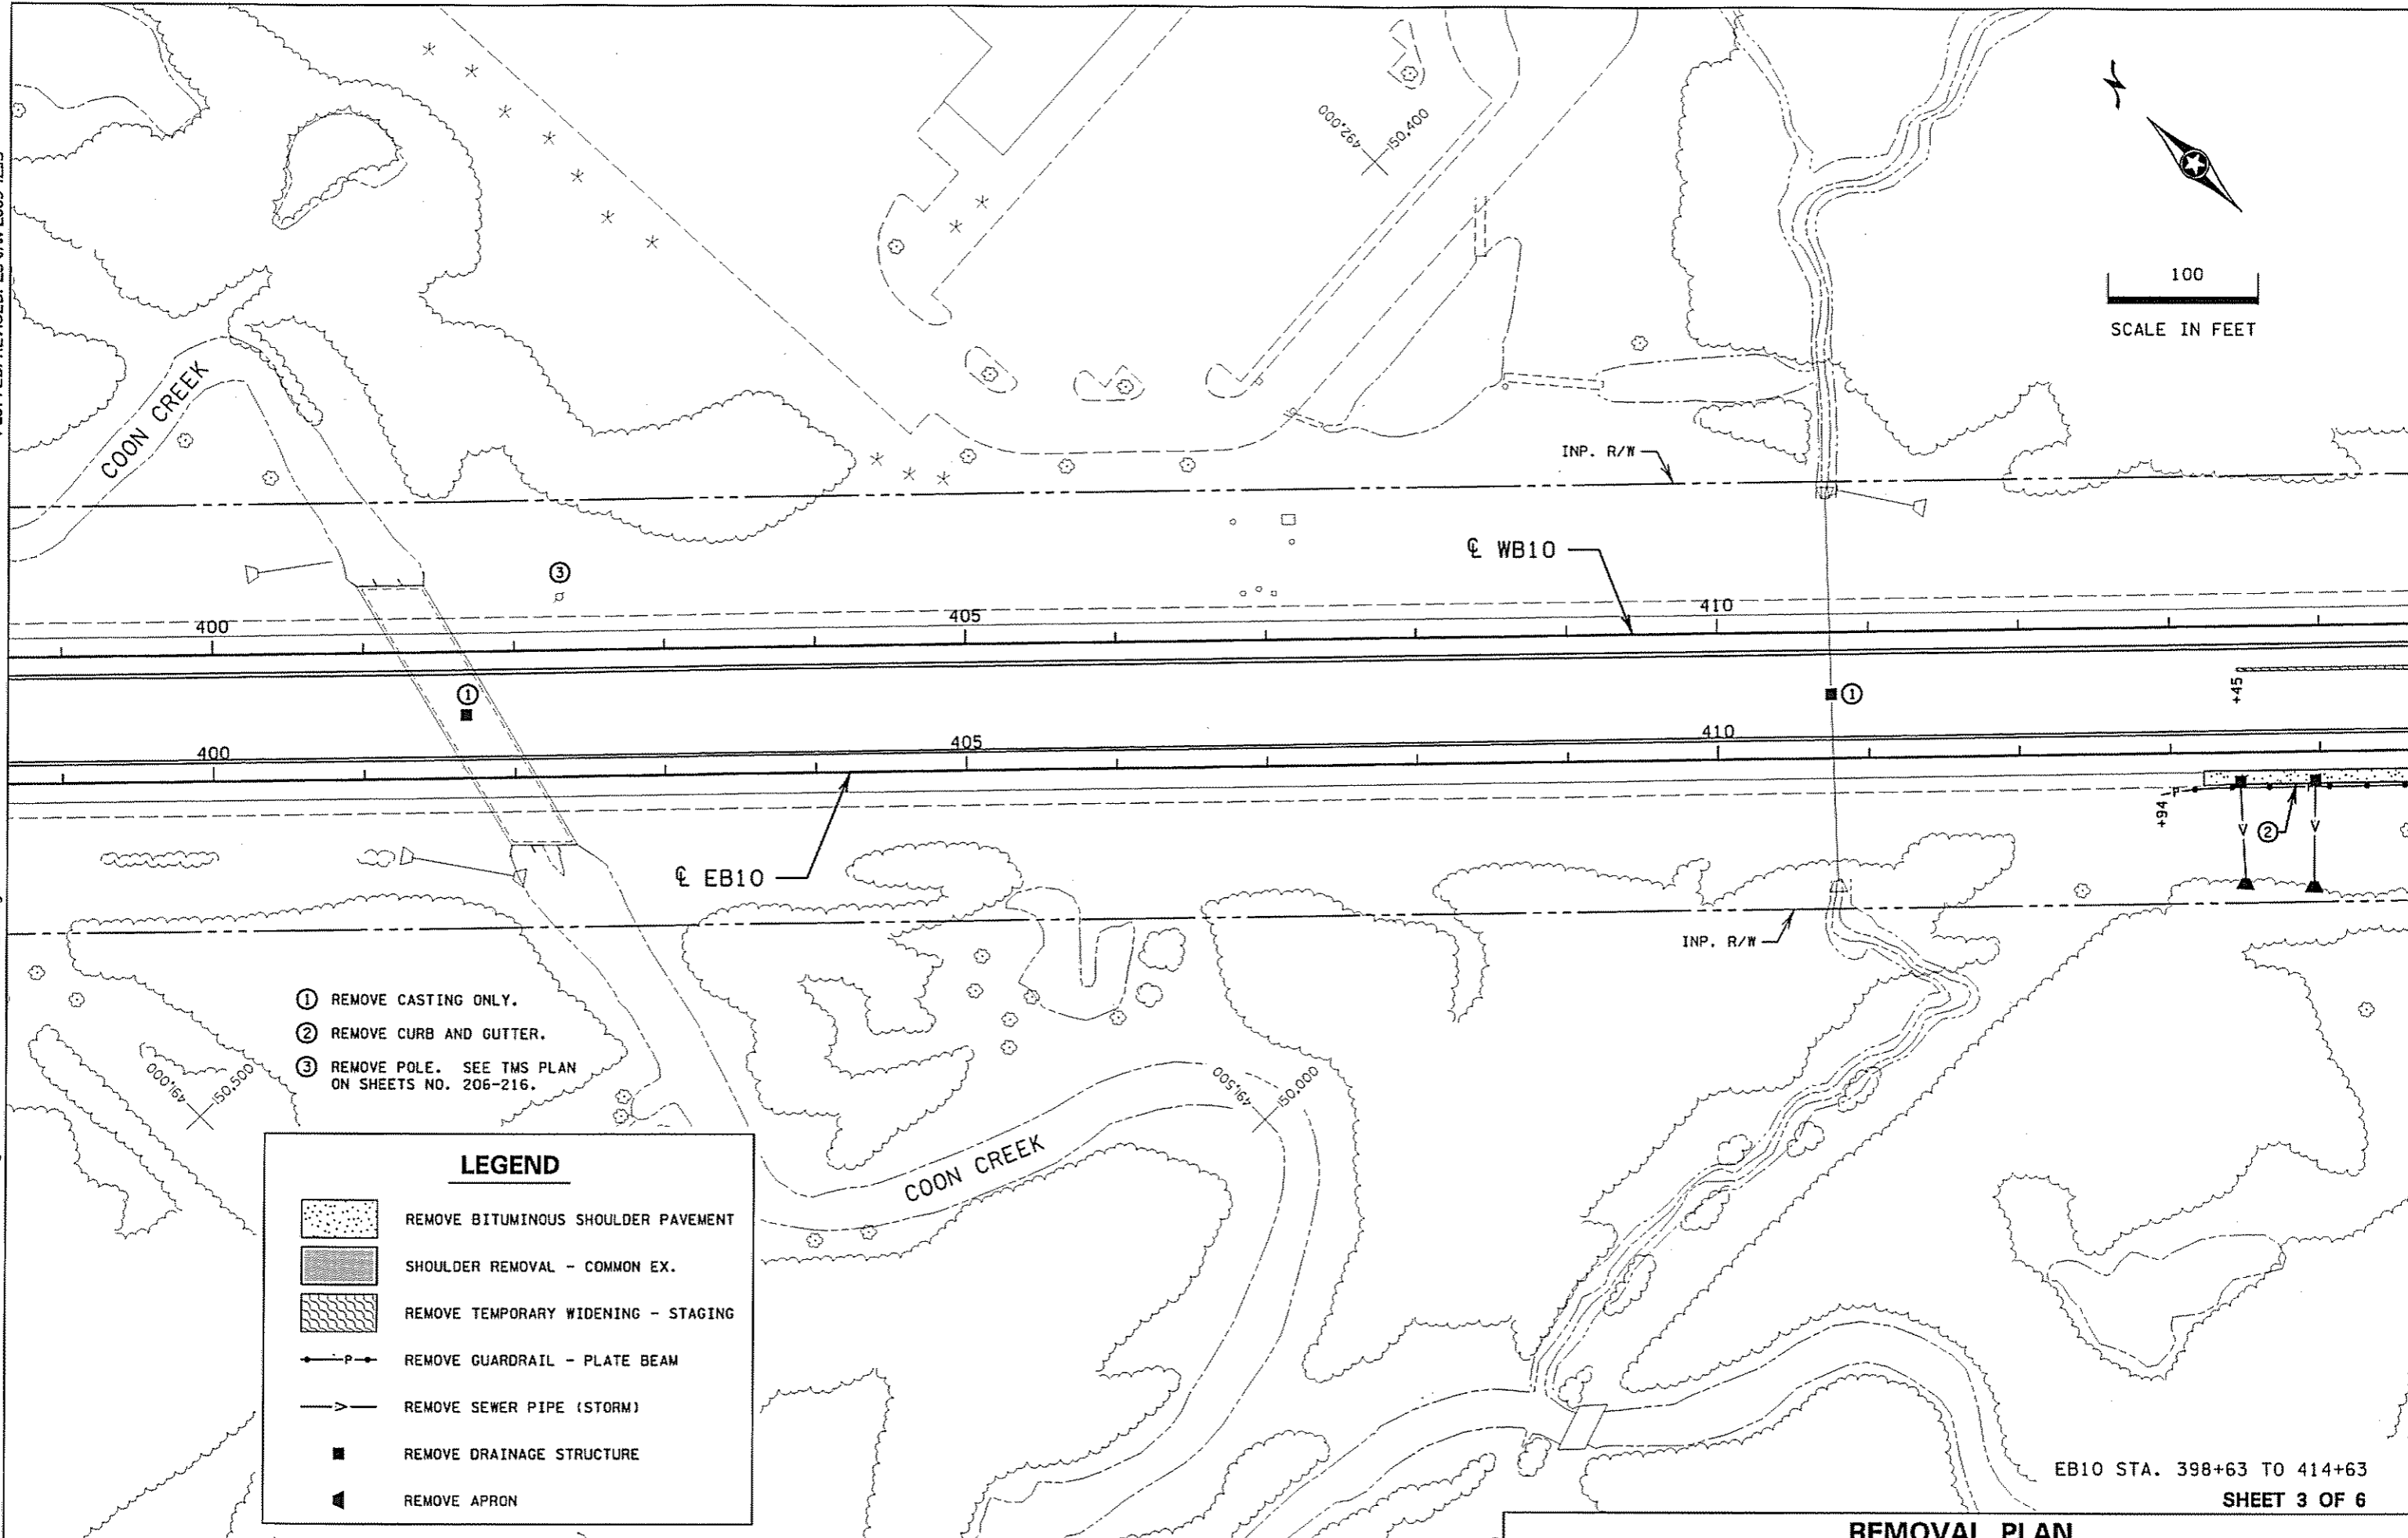 492,000
150,400
100
SCALE IN FEET
COON CREEK
INP. R/W
③
℄ WB10
400
405
410
①
①
+45
400
405
410
+94
P
②
V
V
℄ EB10
INP. R/W
① REMOVE CASTING ONLY.
② REMOVE CURB AND GUTTER.
③ REMOVE POLE. SEE TMS PLAN
ON SHEETS NO. 206-216.
491,000
150,500
491,500
150,000
COON CREEK
LEGEND
REMOVE BITUMINOUS SHOULDER PAVEMENT
SHOULDER REMOVAL - COMMON EX.
REMOVE TEMPORARY WIDENING - STAGING
P REMOVE GUARDRAIL - PLATE BEAM
> REMOVE SEWER PIPE (STORM)
REMOVE DRAINAGE STRUCTURE
REMOVE APRON
EB10 STA. 398+63 TO 414+63
SHEET 3 OF 6
REMOVAL PLAN